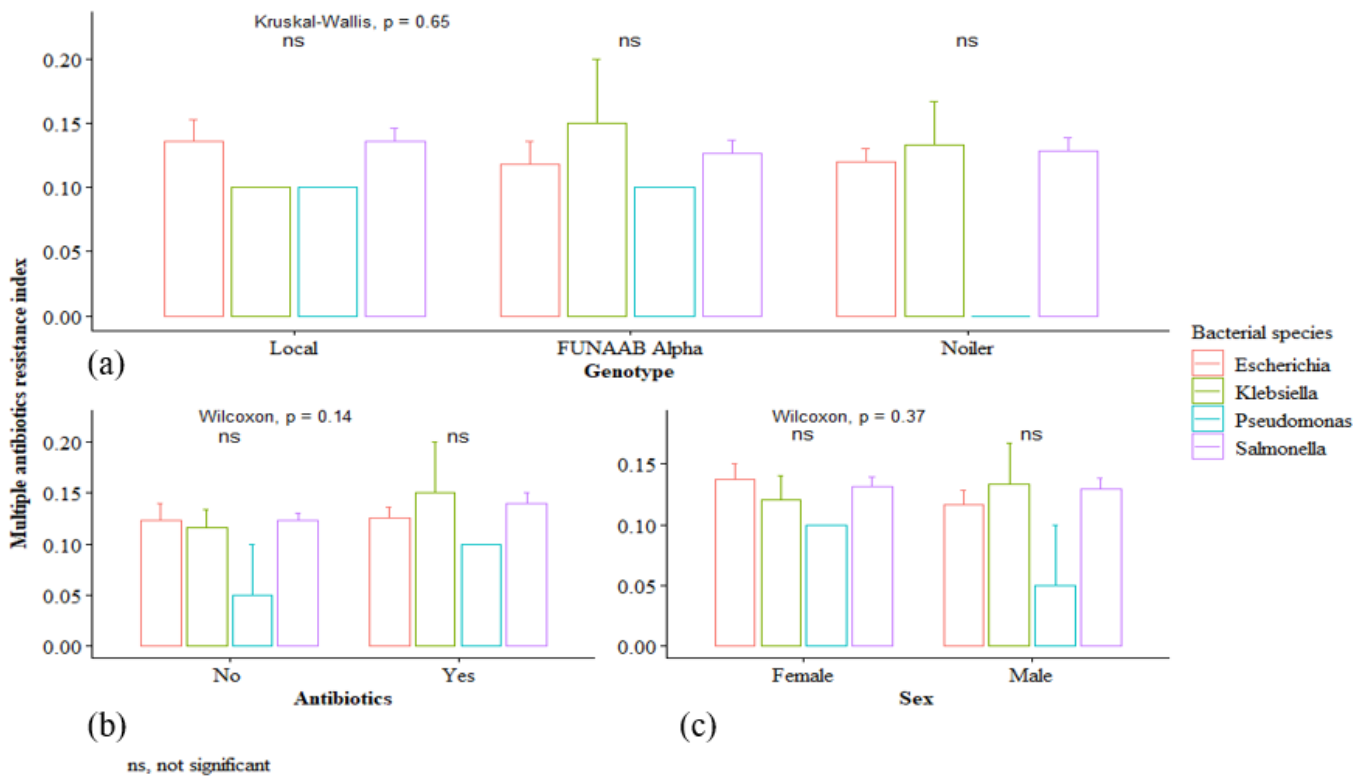 Kruskal-Wallis, p = 0.65
ns ns ns
0.20
0.15
0.10
0.05
0.00
Local FUNAAB Alpha Noiler
(a) Genotype
Multiple antibiotics resistance index
Bacterial species
Escherichia
Klebsiella
Pseudomonas
Salmonella
Wilcoxon, p = 0.14
ns ns
0.20
0.15
0.10
0.05
0.00
No Yes
Antibiotics
(b)
Wilcoxon, p = 0.37
ns ns
0.15
0.10
0.05
0.00
Female Male
Sex
(c)
ns, not significant